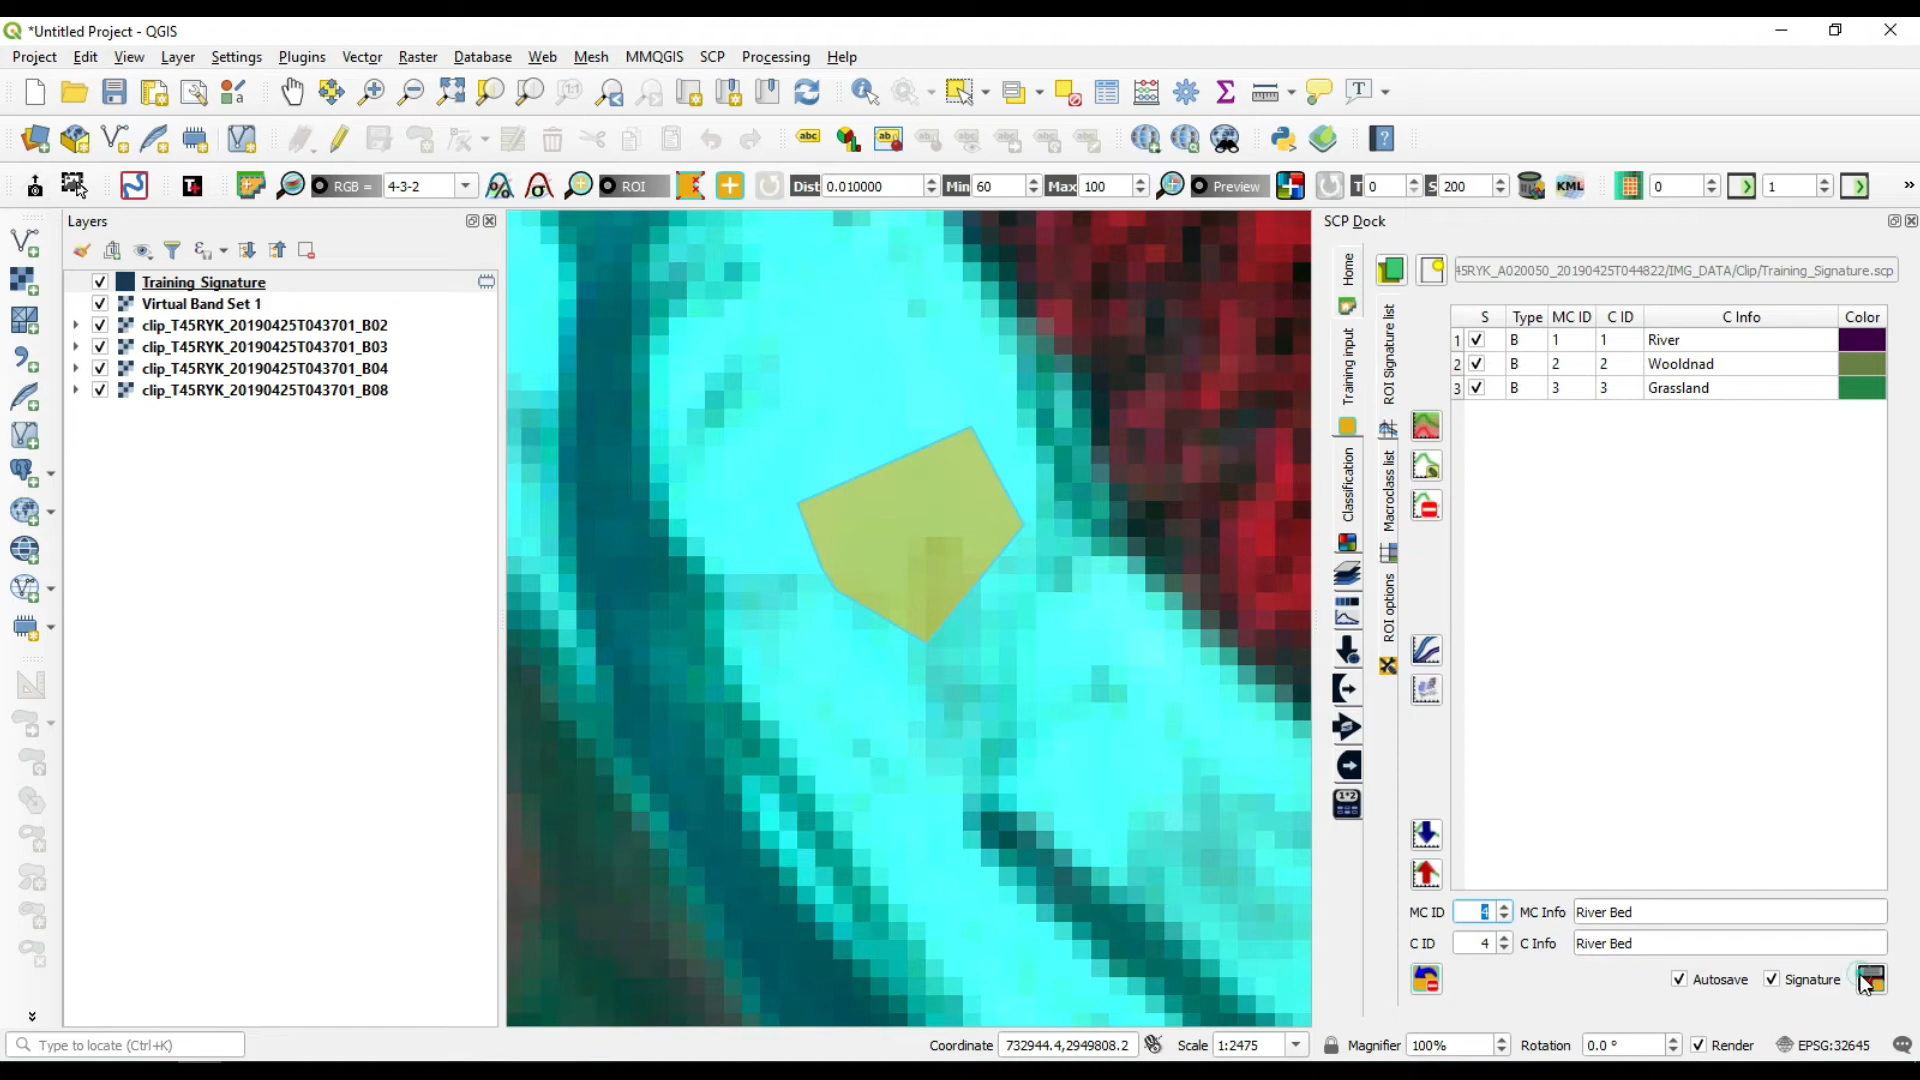 *Untitled Project - QGIS
Project Edit View Layer Settings Plugins Vector Raster Database Web Mesh MMQGIS SCP Processing Help
RGB = 4-3-2 ROI Dist 0.010000 Min 60 Max 100 Preview T 0 S 200 KML 0 1 »
Layers
Training_Signature
Virtual Band Set 1
clip_T45RYK_20190425T043701_B02
clip_T45RYK_20190425T043701_B03
clip_T45RYK_20190425T043701_B04
clip_T45RYK_20190425T043701_B08
SCP Dock
Home
Training input
Classification
ROI Signature list
Macroclass list
ROI options
45RYK_A020050_20190425T044822/IMG_DATA/Clip/Training_Signature.scp
S Type MC ID C ID C Info Color
1 B 1 1 River
2 B 2 2 Wooldnad
3 B 3 3 Grassland
MC ID 4 MC Info River Bed
C ID 4 C Info River Bed
Autosave Signature
Type to locate (Ctrl+K) Coordinate 732944.4,2949808.2 Scale 1:2475 Magnifier 100% Rotation 0.0 ° Render EPSG:32645